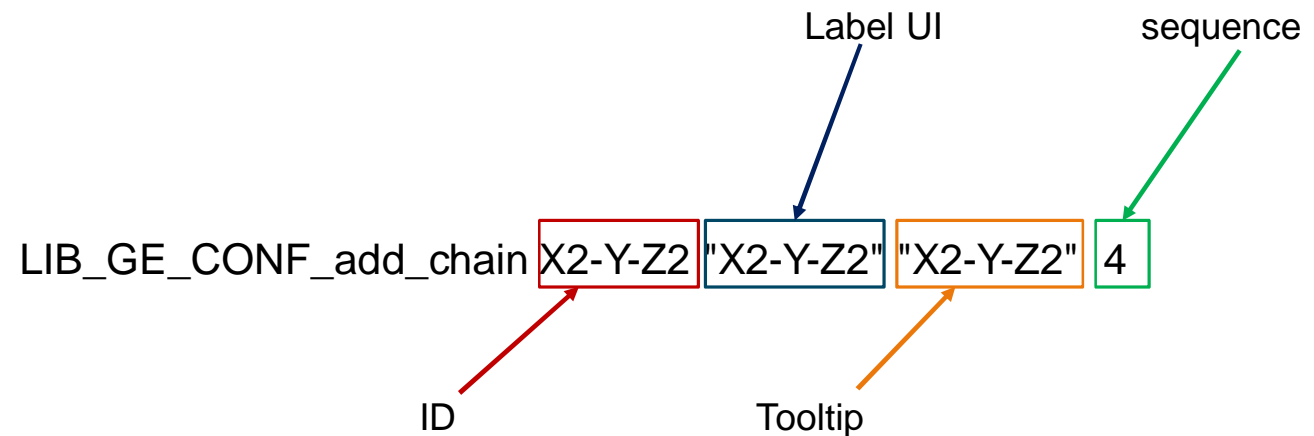 Label UI sequence
LIB_GE_CONF_add_chain X2-Y-Z2 "X2-Y-Z2" "X2-Y-Z2" 4
ID Tooltip